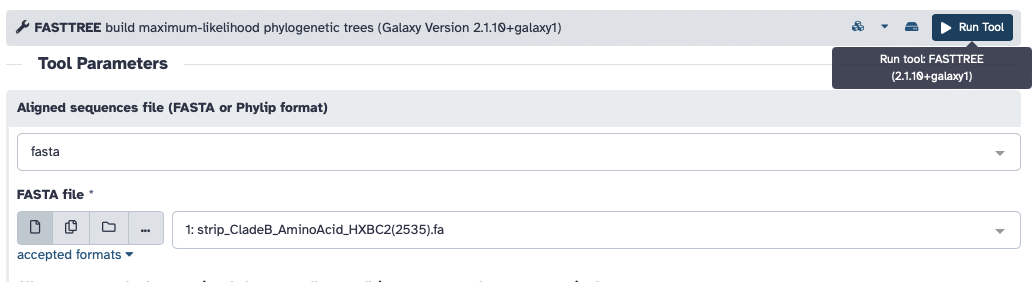 FASTTREE build maximum-likelihood phylogenetic trees (Galaxy Version 2.1.10+galaxy1)
Run Tool
Run tool: FASTTREE
(2.1.10+galaxy1)
Tool Parameters
Aligned sequences file (FASTA or Phylip format)
fasta
FASTA file *
...
1: strip_CladeB_AminoAcid_HXBC2(2535).fa
accepted formats